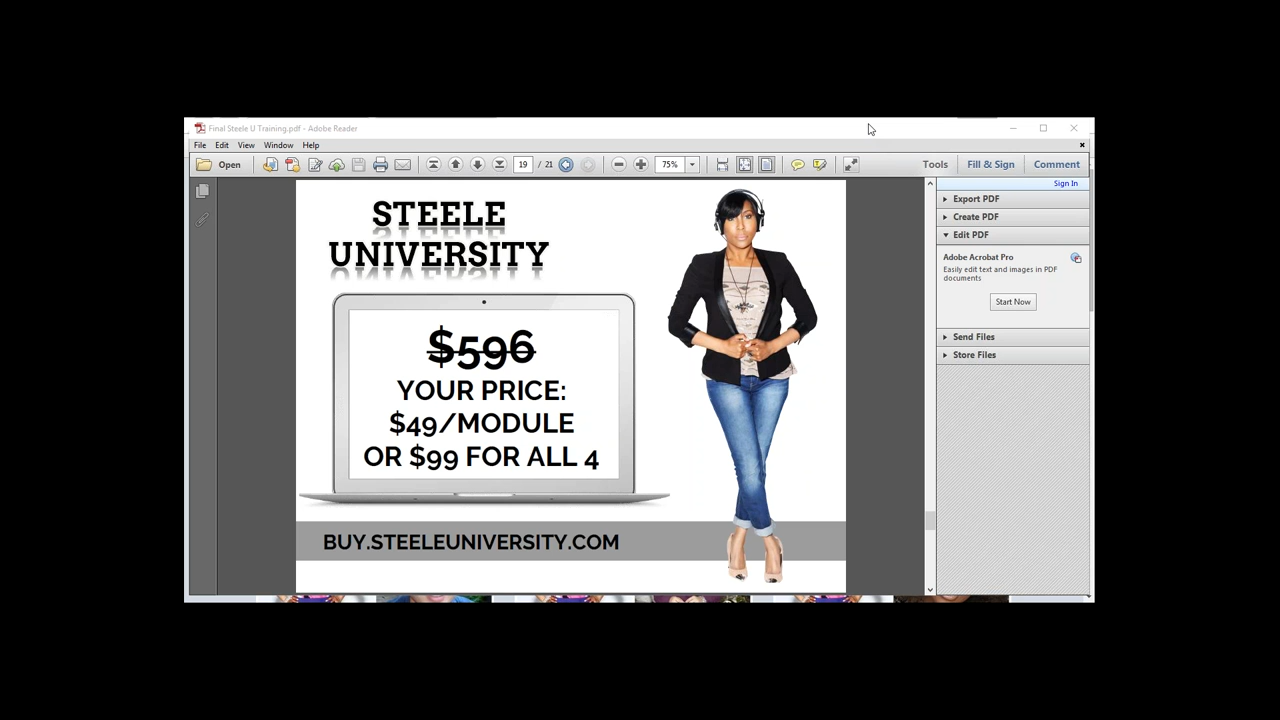 Final Steele U Training.pdf - Adobe Reader
File Edit View Window Help
Open
19 / 21
75%
Tools Fill & Sign Comment
Sign In
Export PDF
Create PDF
Edit PDF
Adobe Acrobat Pro
Easily edit text and images in PDF
documents
Start Now
Send Files
Store Files
STEELE
UNIVERSITY
$596
YOUR PRICE:
$49/MODULE
OR $99 FOR ALL 4
BUY.STEELEUNIVERSITY.COM